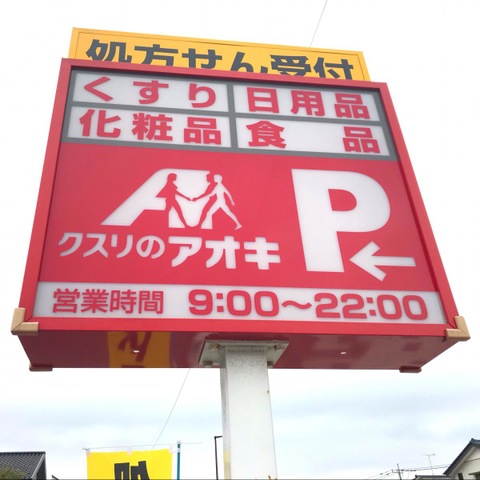 処方せん受付
くすり 日用品
化粧品 食品
P
クスリのアオキ
営業時間 9:00～22:00